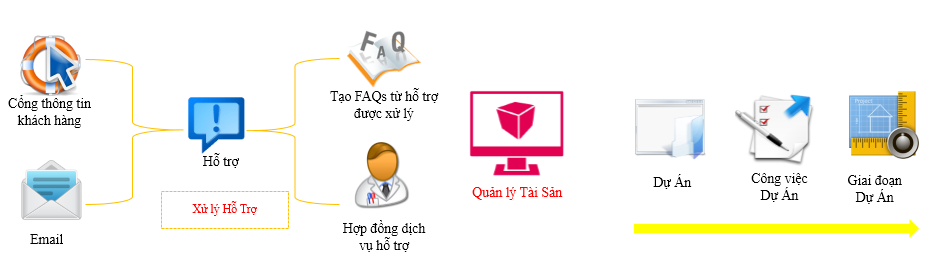 Cổng thông tin
khách hàng
Email
Hỗ trợ
Xử lý Hỗ Trợ
FAQ
Tạo FAQs từ hỗ trợ
được xử lý
Hợp đồng dịch
vụ hỗ trợ
Quản lý Tài Sản
Dự Án
Công việc
Dự Án
Project
Giai đoạn
Dự Án